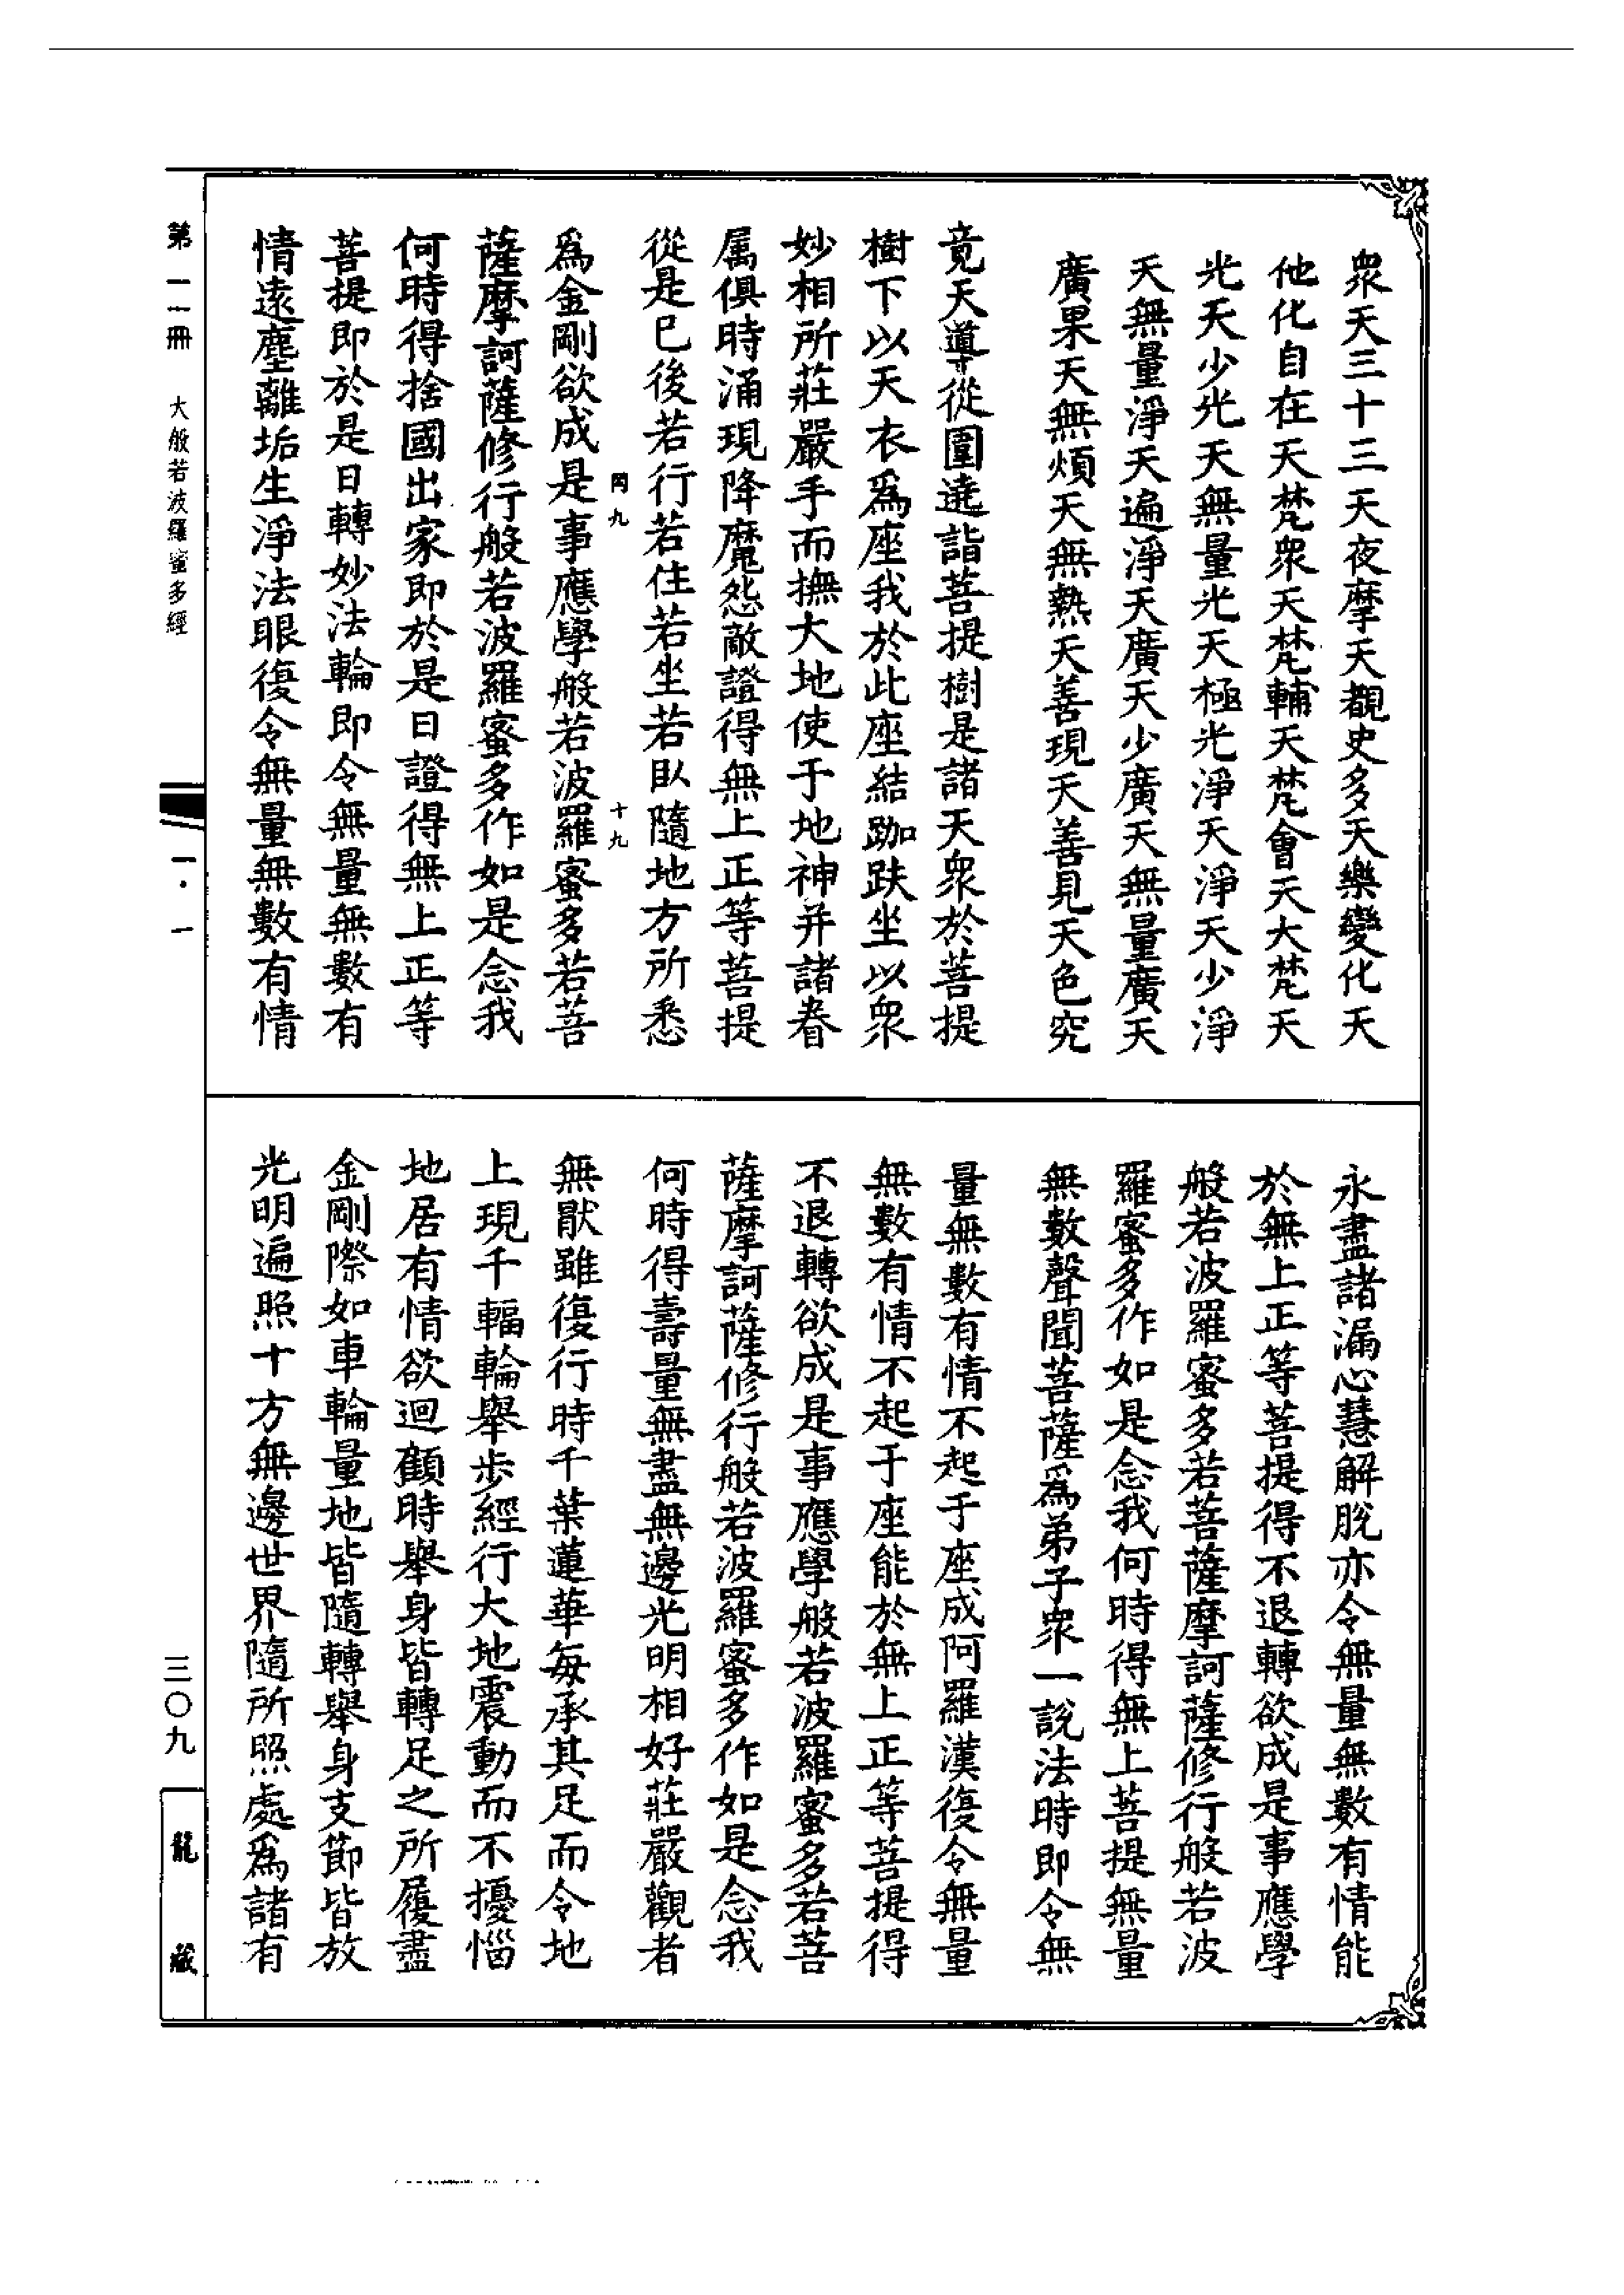 衆天三十三天夜摩天覩史多天樂變化天
他化自在天梵衆天梵輔天梵會天大梵天
光天少光天無量光天極光淨天淨天少淨
天無量淨天遍淨天廣天少廣天無量廣天
廣果天無煩天無熱天善現天善見天色究
竟天導從圍遶詣菩提樹是諸天衆於菩提
樹下以天衣爲座我於此座結跏趺坐以衆
妙相所莊嚴手而撫大地使于地神并諸眷
属俱時涌現降魔怨敵證得無上正等菩提
從是已後若行若住若坐若臥隨地方所悉
十九
爲金剛欲成是事應學般若波羅蜜多若菩
薩摩訶薩修行般若波羅蜜多作如是念我
何時得捨國出家即於是日證得無上正等
菩提即於是日轉妙法輪即令無量無數有
情遠塵離垢生淨法眼復令無量無數有情
永盡諸漏心慧解脫亦令無量無數有情能
於無上正等菩提得不退轉欲成是事應學
般若波羅蜜多若菩薩摩訶薩修行般若波
羅蜜多作如是念我何時得無上菩提無量
無數聲聞菩薩爲弟子衆一說法時即令無
量無數有情不起于座成阿羅漢復令無量
無數有情不起于座能於無上正等菩提得
不退轉欲成是事應學般若波羅蜜多若菩
薩摩訶薩修行般若波羅蜜多作如是念我
何時得壽量無盡無邊光明相好莊嚴觀者
無猒雖復行時千葉蓮華每承其足而令地
上現千輻輪舉步經行大地震動而不擾惱
地居有情欲迴顧時舉身皆轉足之所履盡
金剛際如車輪量地皆隨轉舉身支節皆放
光明遍照十方無邊世界隨所照處爲諸有
大般若波羅蜜多經
三〇九
龍藏